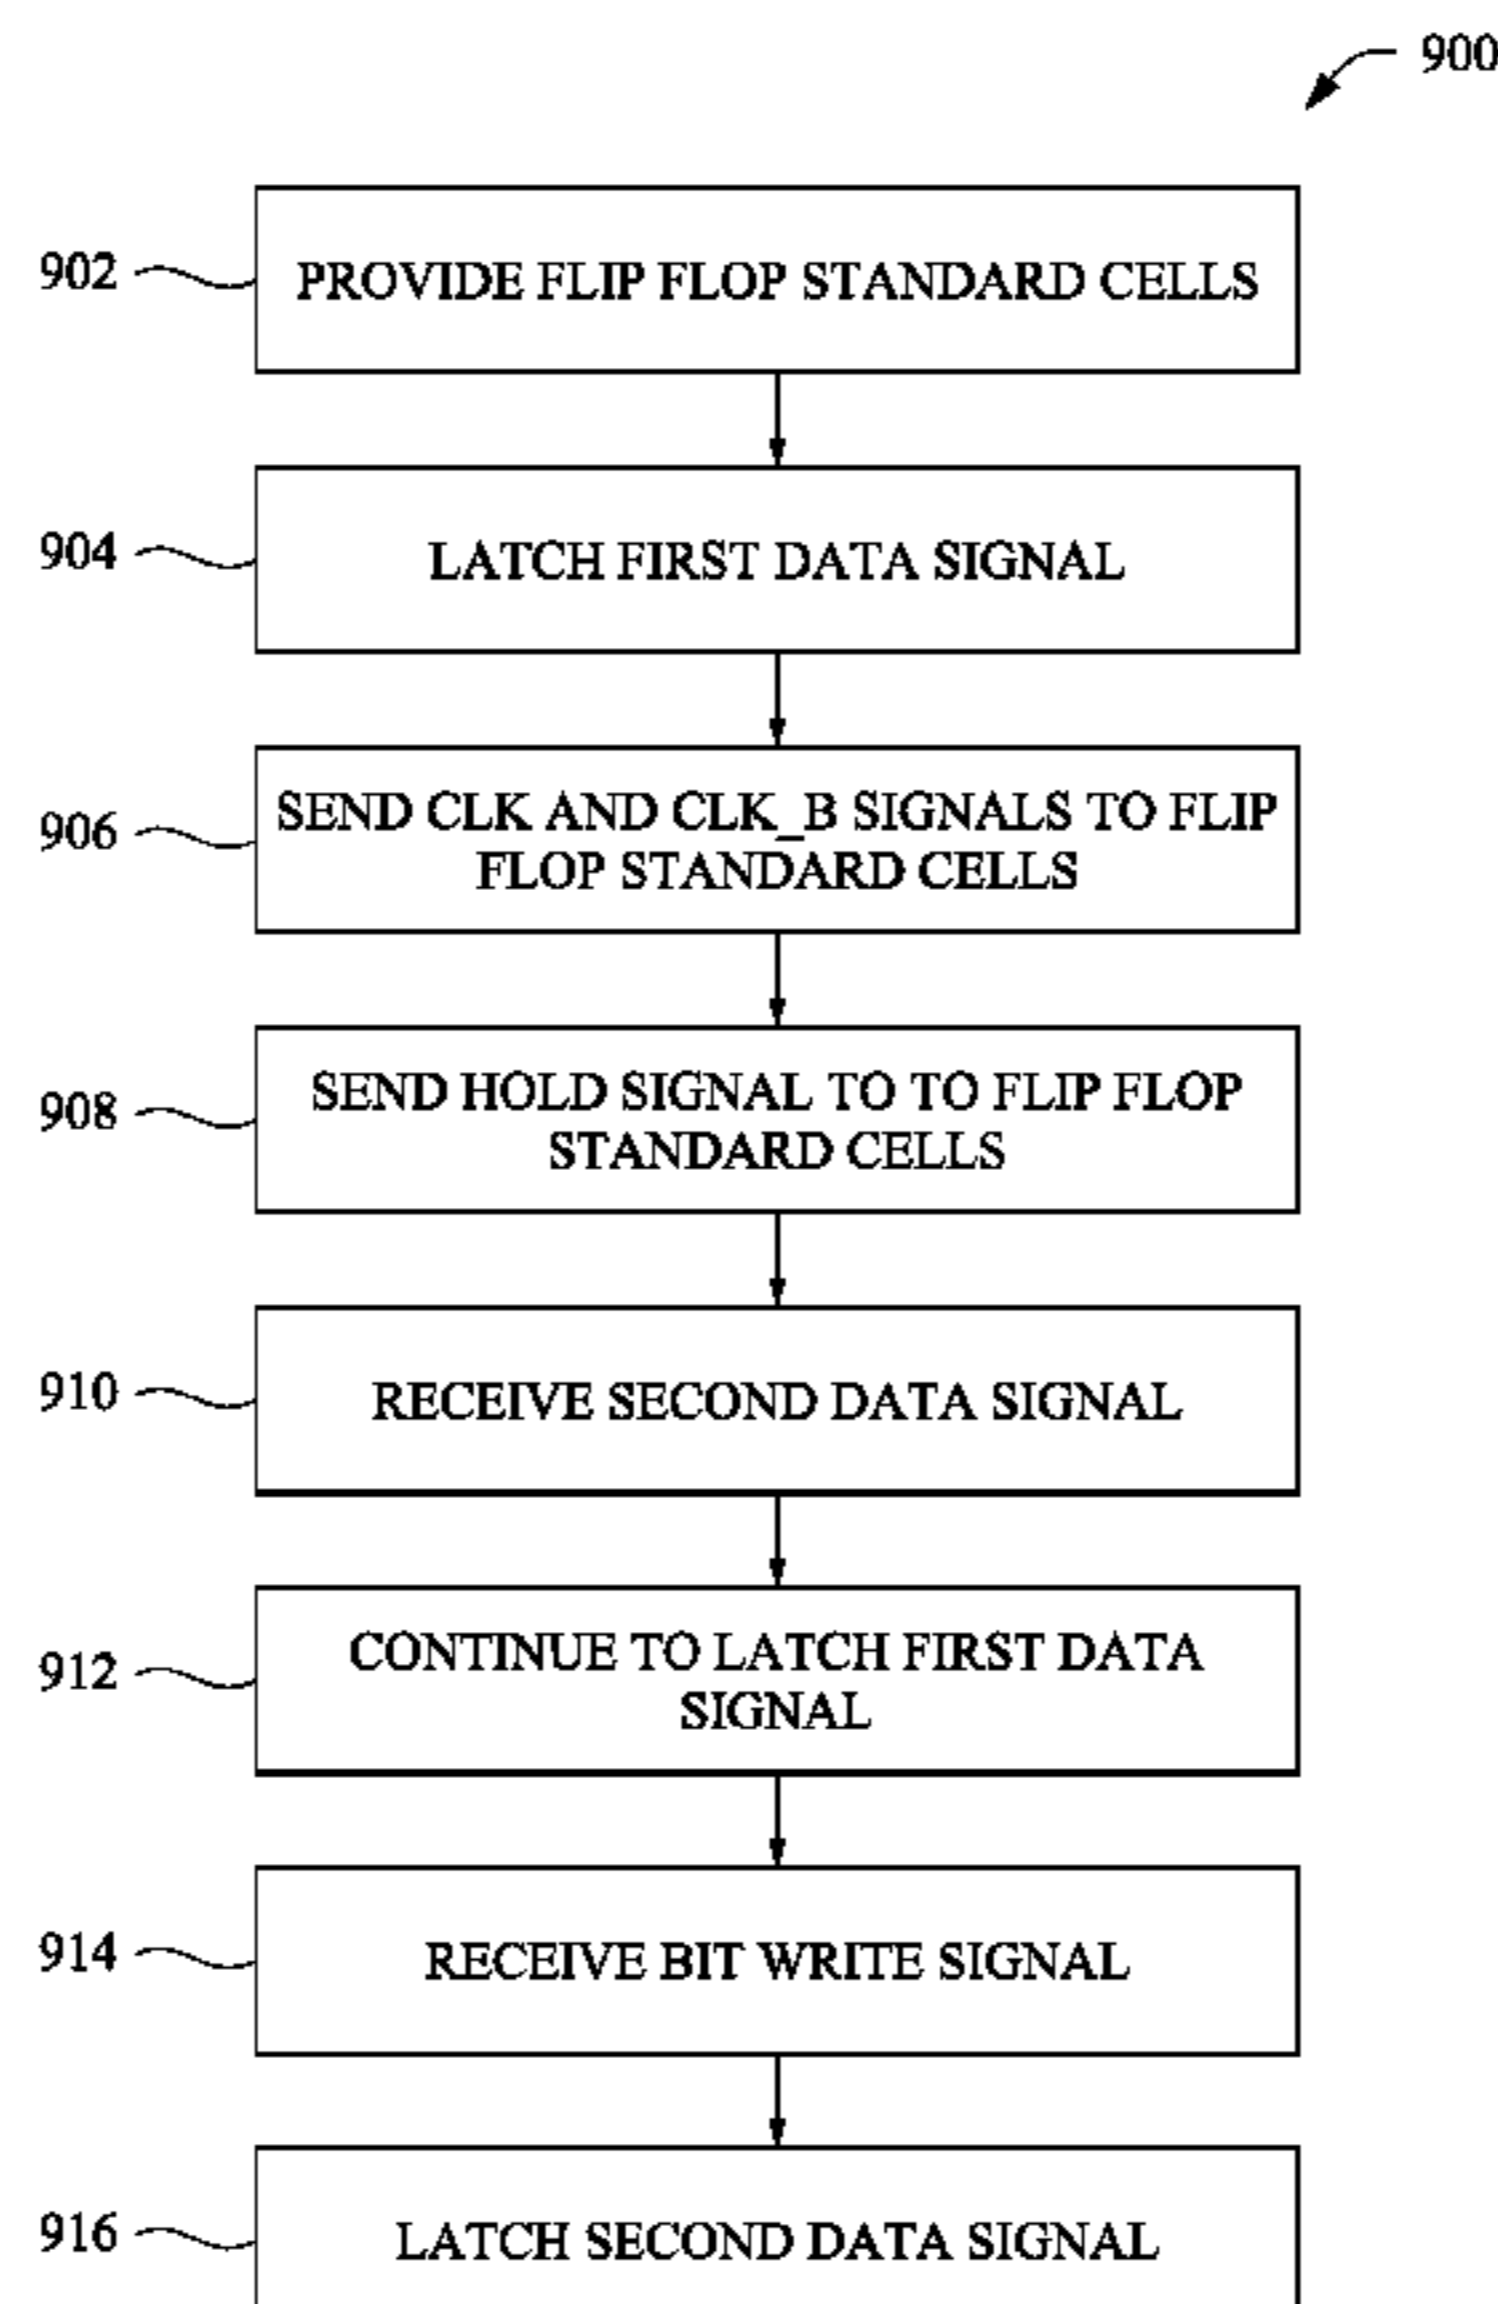 900
902
PROVIDE FLIP FLOP STANDARD CELLS
904
LATCH FIRST DATA SIGNAL
906
SEND CLK AND CLK_B SIGNALS TO FLIP
FLOP STANDARD CELLS
908
SEND HOLD SIGNAL TO TO FLIP FLOP
STANDARD CELLS
910
RECEIVE SECOND DATA SIGNAL
912
CONTINUE TO LATCH FIRST DATA
SIGNAL
914
RECEIVE BIT WRITE SIGNAL
916
LATCH SECOND DATA SIGNAL